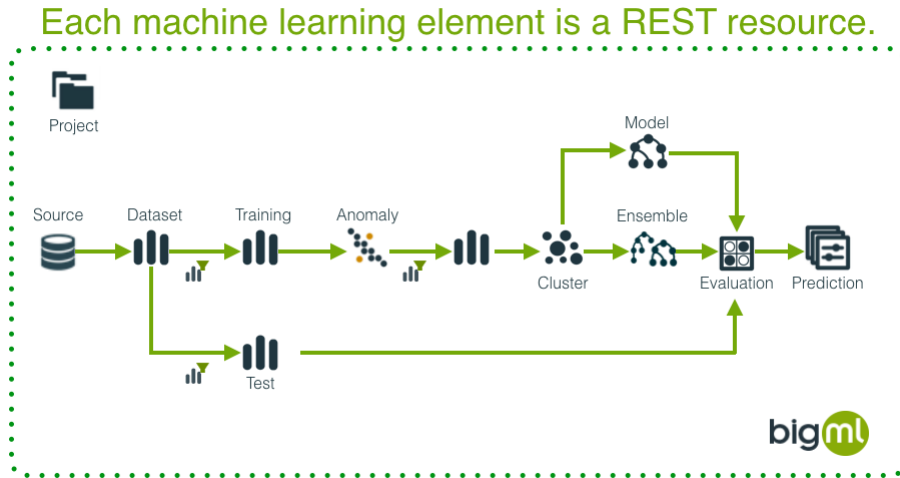 Each machine learning element is a REST resource.
Project
Model
Source
Dataset
Training
Anomaly
Ensemble
Cluster
Evaluation
Prediction
Test
bigml